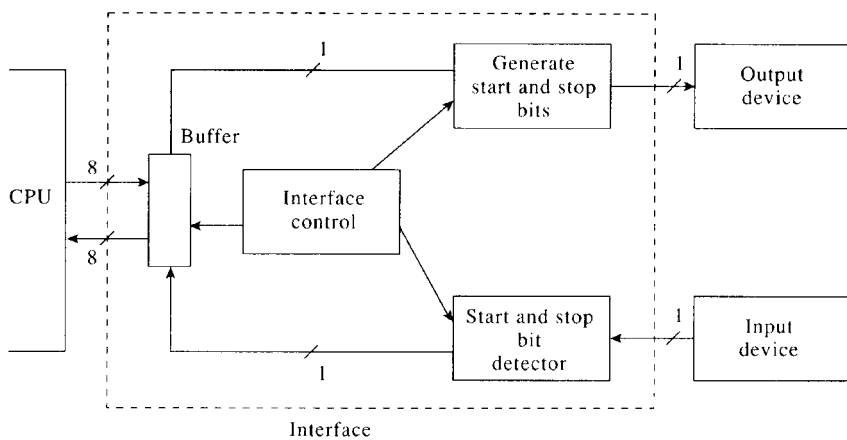 1
Generate
start and stop
bits
1
Output
device
Buffer
8
CPU
8
Interface
control
1
Start and stop
bit
detector
1
Input
device
Interface